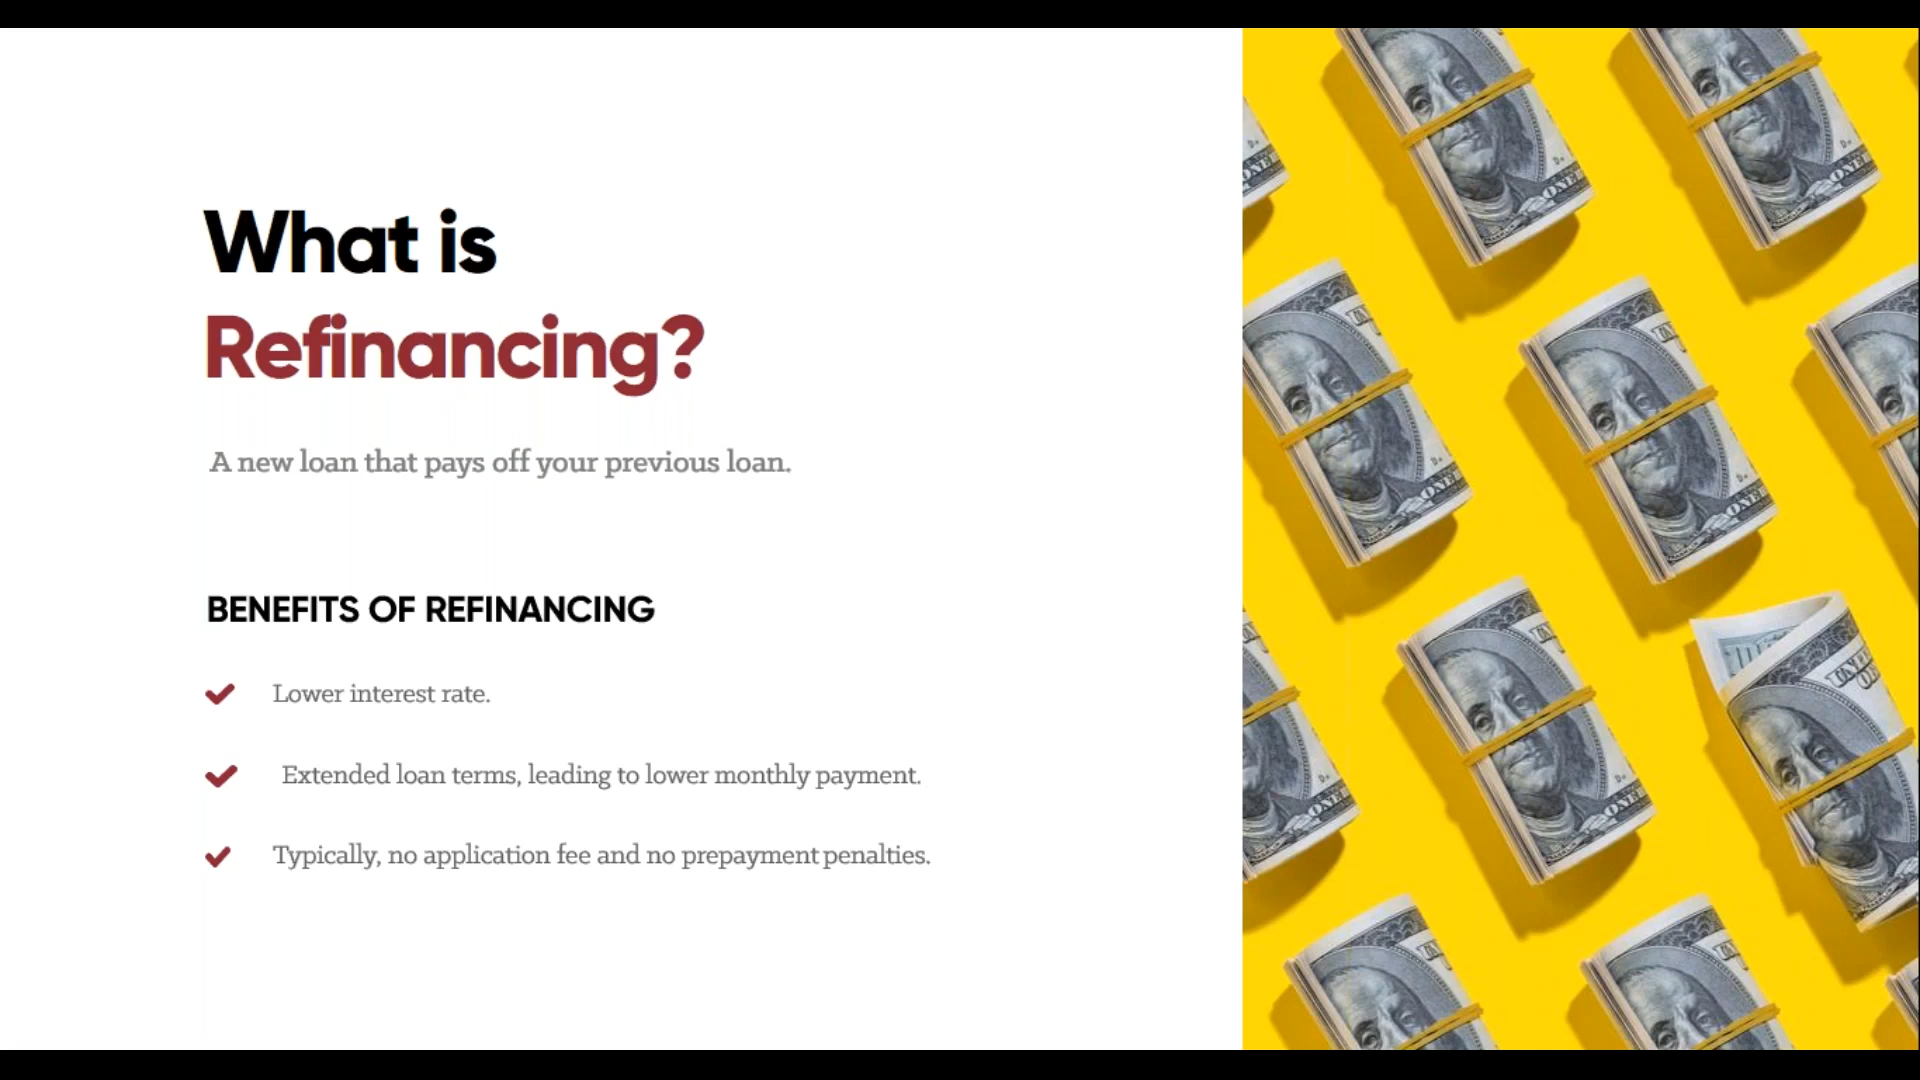 What is
Refinancing?
A new loan that pays off your previous loan.
BENEFITS OF REFINANCING
Lower interest rate.
Extended loan terms, leading to lower monthly payment.
Typically, no application fee and no prepayment penalties.